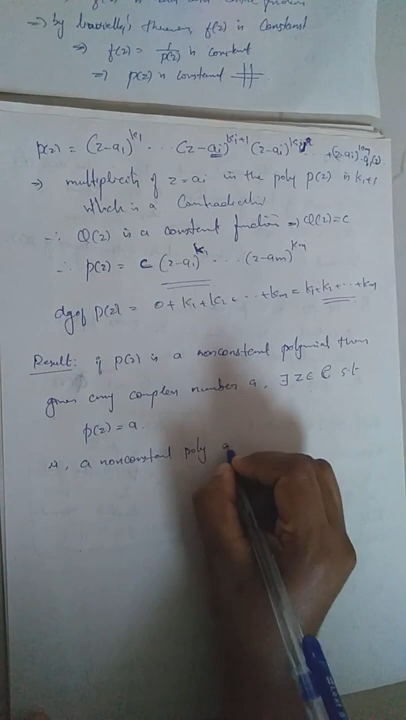 ⇒ by Liouville's theorem, f(z) is constant
⇒ f(z) = 1/p(z) is constant
⇒ p(z) is constant #
p(z) = (z-a₁)^k₁ ... (z-aᵢ)^kᵢ+1 (z-aᵢ)
⇒ multiplicity of z=aᵢ in the poly p(z) is kᵢ+1
which is a Contradiction
∴ Q(z) is a constant function ⇒ Q(z)=c
∴ p(z) = c (z-a₁)^k₁ ... (z-am)^km
deg of p(z) = 0+k₁+k₂+...+km = k₁+k₂+...+km
Result: if p(z) is a nonconstant polynomial then
given any complex number a, ∃ z∈ ℂ s.t
p(z) = a.
a nonconstant poly